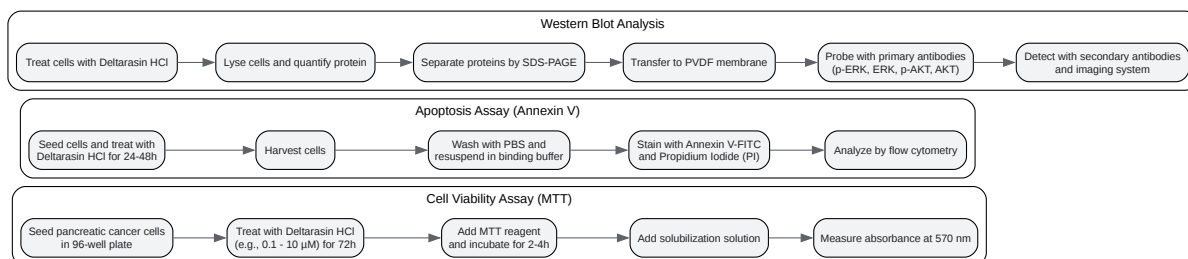 Western Blot Analysis
Treat cells with Deltarasin HCl
Lyse cells and quantify protein
Separate proteins by SDS-PAGE
Transfer to PVDF membrane
Probe with primary antibodies
(p-ERK, ERK, p-AKT, AKT)
Detect with secondary antibodies
and imaging system
Apoptosis Assay (Annexin V)
Seed cells and treat with
Deltarasin HCl for 24-48h
Harvest cells
Wash with PBS and
resuspend in binding buffer
Stain with Annexin V-FITC
and Propidium Iodide (PI)
Analyze by flow cytometry
Cell Viability Assay (MTT)
Seed pancreatic cancer cells
in 96-well plate
Treat with Deltarasin HCl
(e.g., 0.1 - 10 μM) for 72h
Add MTT reagent
and incubate for 2-4h
Add solubilization solution
Measure absorbance at 570 nm